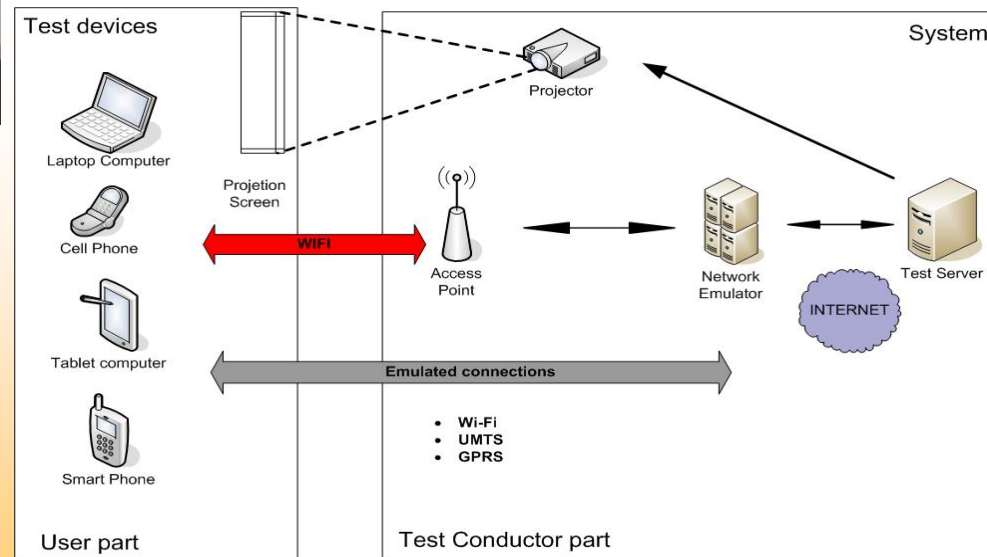 Test devices
System
Projector
Laptop Computer
Projetion
Screen
Cell Phone
WIFI
Access
Point
Network
Emulator
Test Server
INTERNET
Tablet computer
Emulated connections
• Wi-Fi
• UMTS
• GPRS
Smart Phone
User part
Test Conductor part